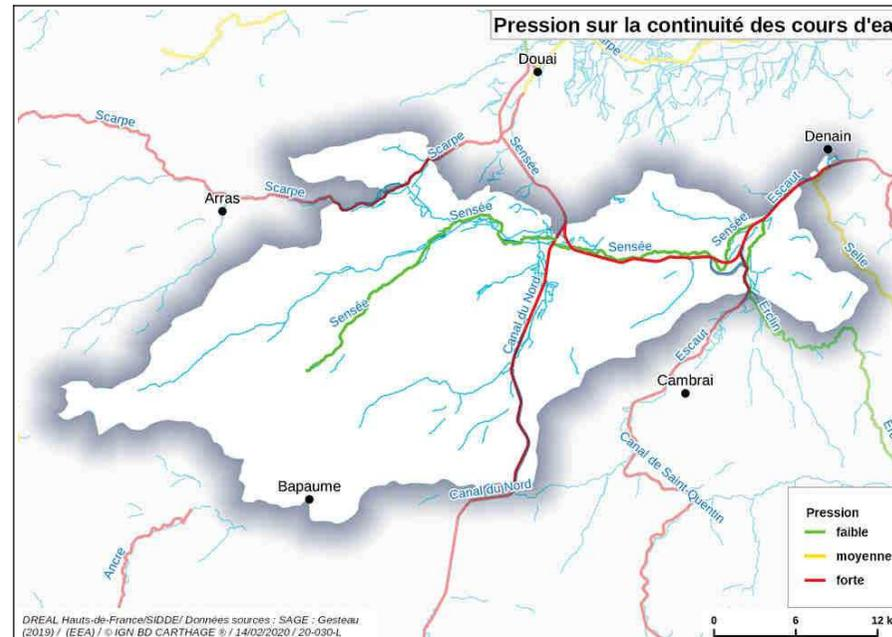 Pression sur la continuité des cours d'ea
Douai
Scarpe
Denain
Scarpe
Sensée
Escaut
Scarpe
Arras
Sensée
Sensée
Sensée
Selle
Sensée
Canal du Nord
Erclin
Escaut
Cambrai
Canal de Saint-Quentin
Bapaume
Canal du Nord
Ancre
Pression
faible
moyenne
forte
DREAL Hauts-de-France/SIDDE/ Données sources : SAGE : Gesteau
(2019) / (EEA) / © IGN BD CARTHAGE ® / 14/02/2020 / 20-030-L
0 6 12 k